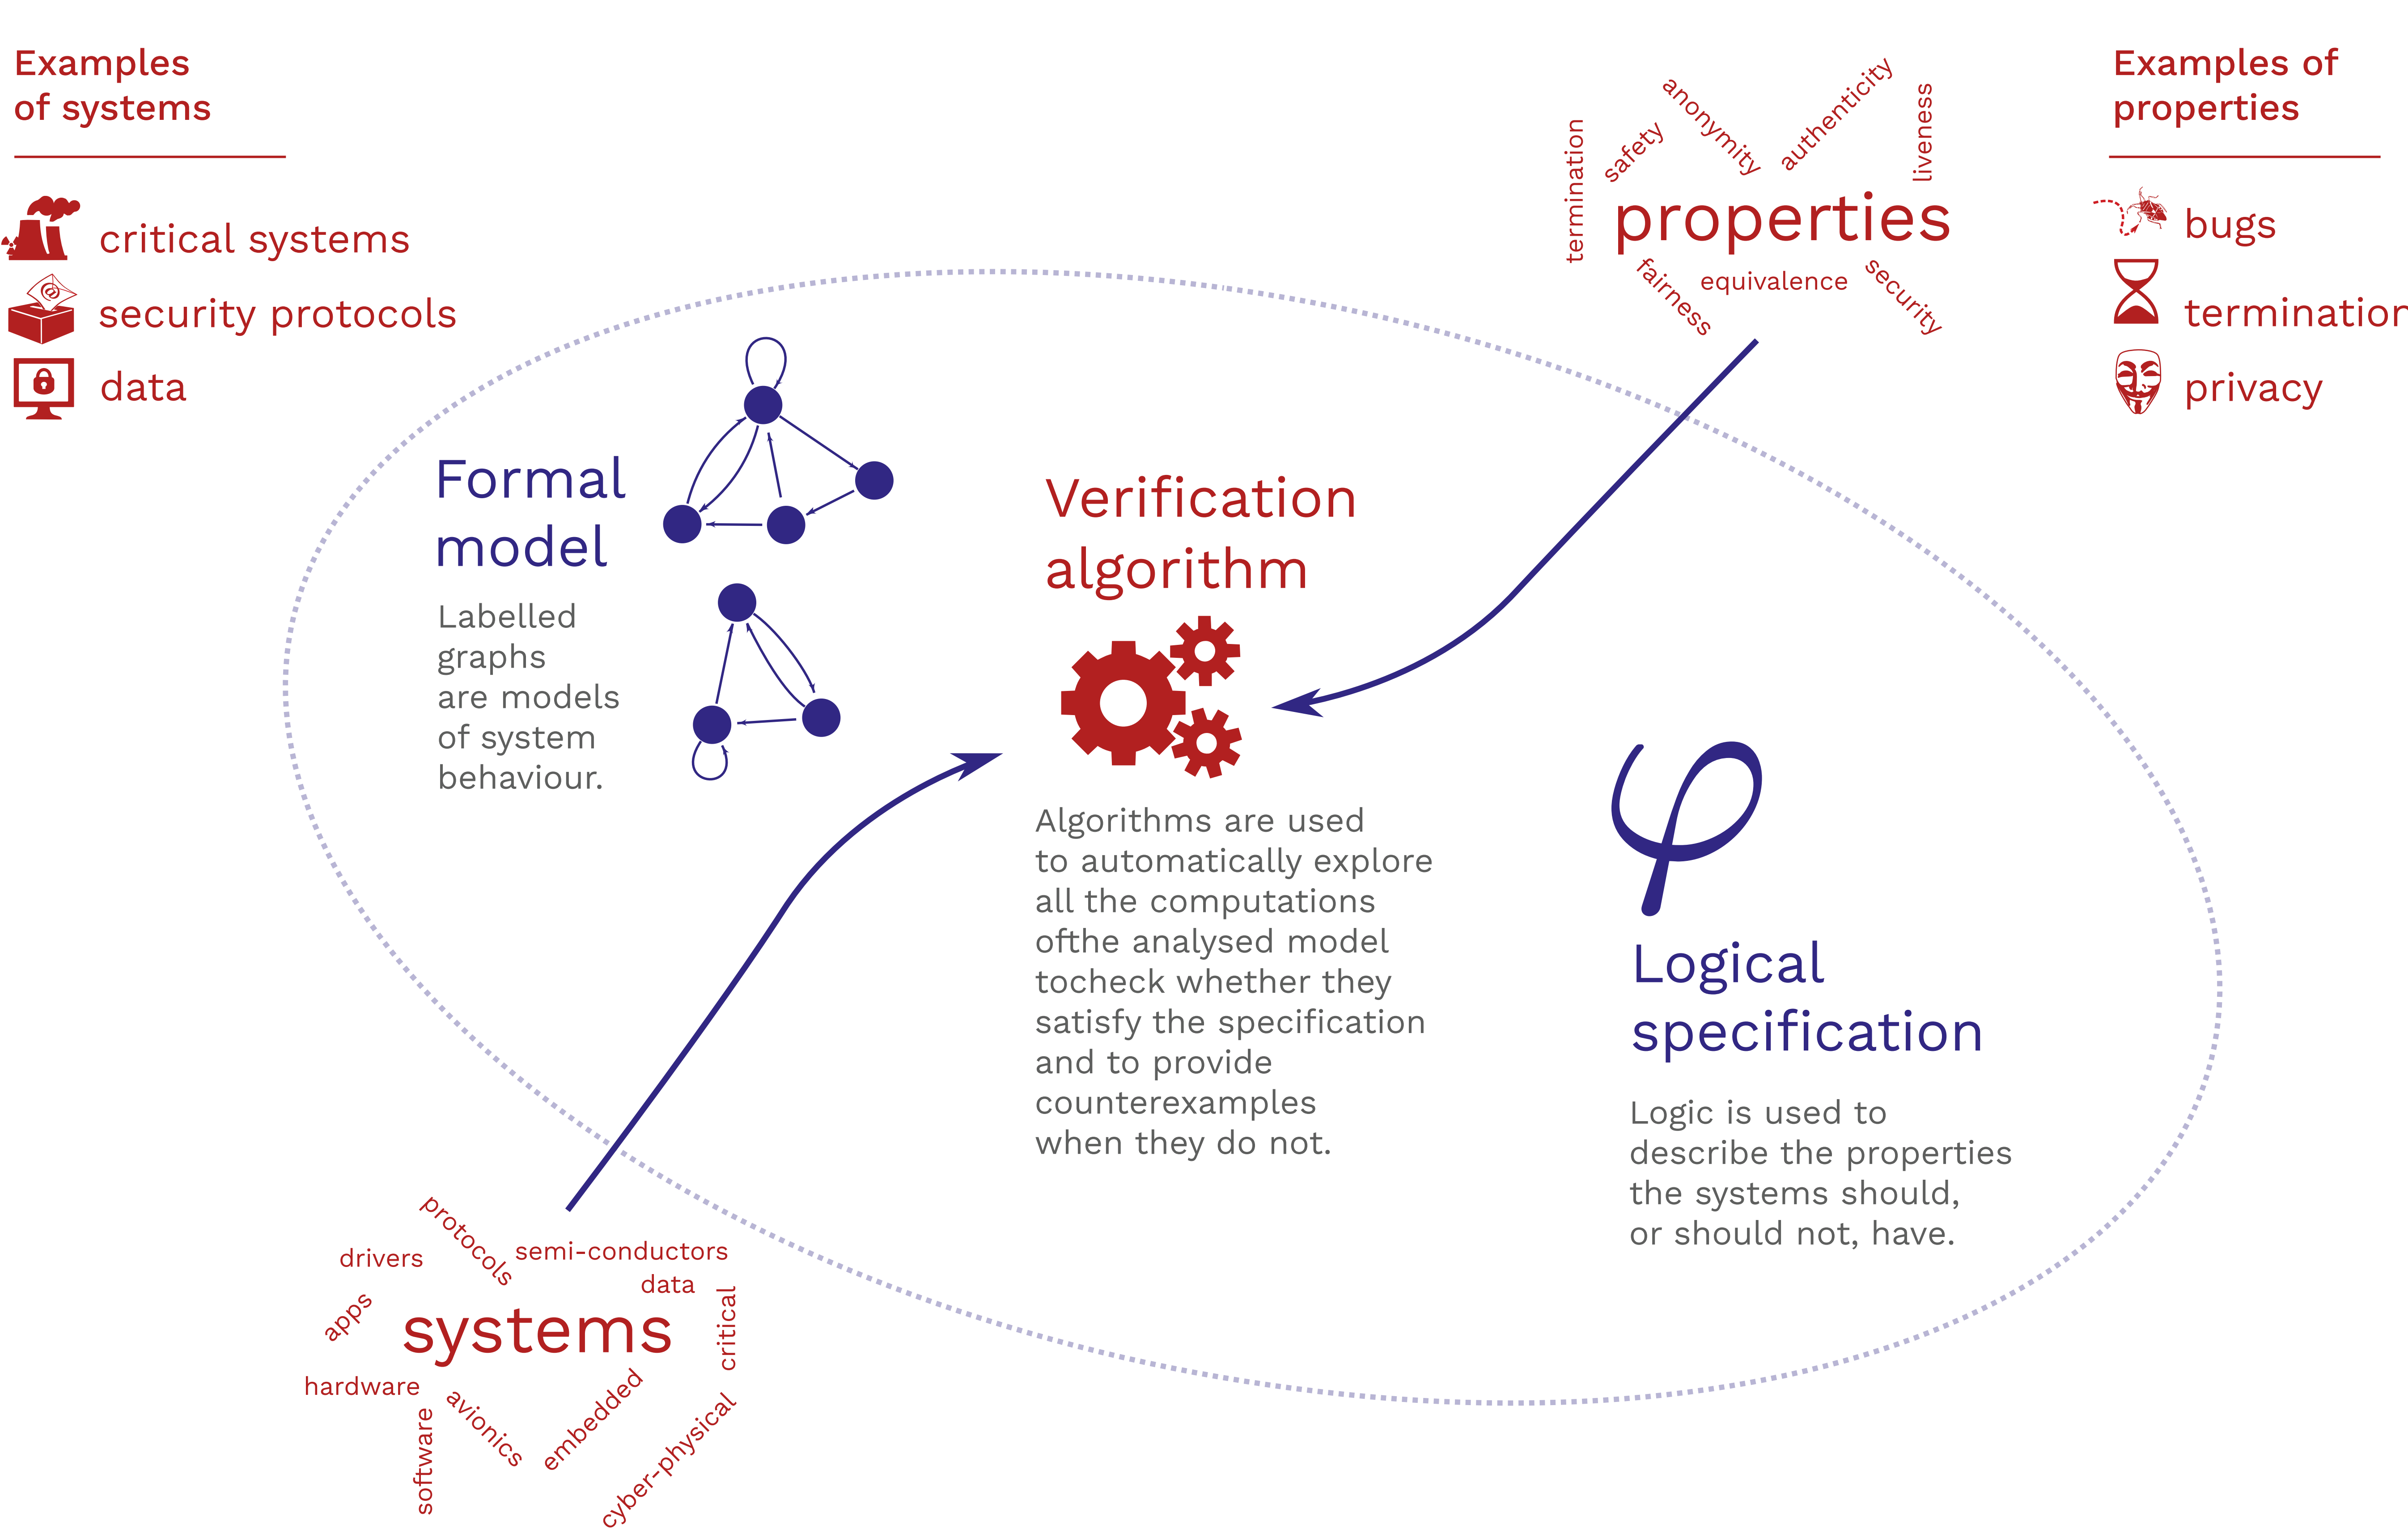 Examples
of systems
critical systems
security protocols
data
termination
safety
anonymity
authenticity
liveness
properties
fairness
equivalence
security
Examples of
properties
bugs
termination
privacy
Formal
model
Labelled
graphs
are models
of system
behaviour.
Verification
algorithm
Algorithms are used
to automatically explore
all the computations
ofthe analysed model
tocheck whether they
satisfy the specification
and to provide
counterexamples
when they do not.
φ
Logical
specification
Logic is used to
describe the properties
the systems should,
or should not, have.
protocols
drivers
semi-conductors
data
apps
systems
critical
hardware
software
avionics
embedded
cyber-physical